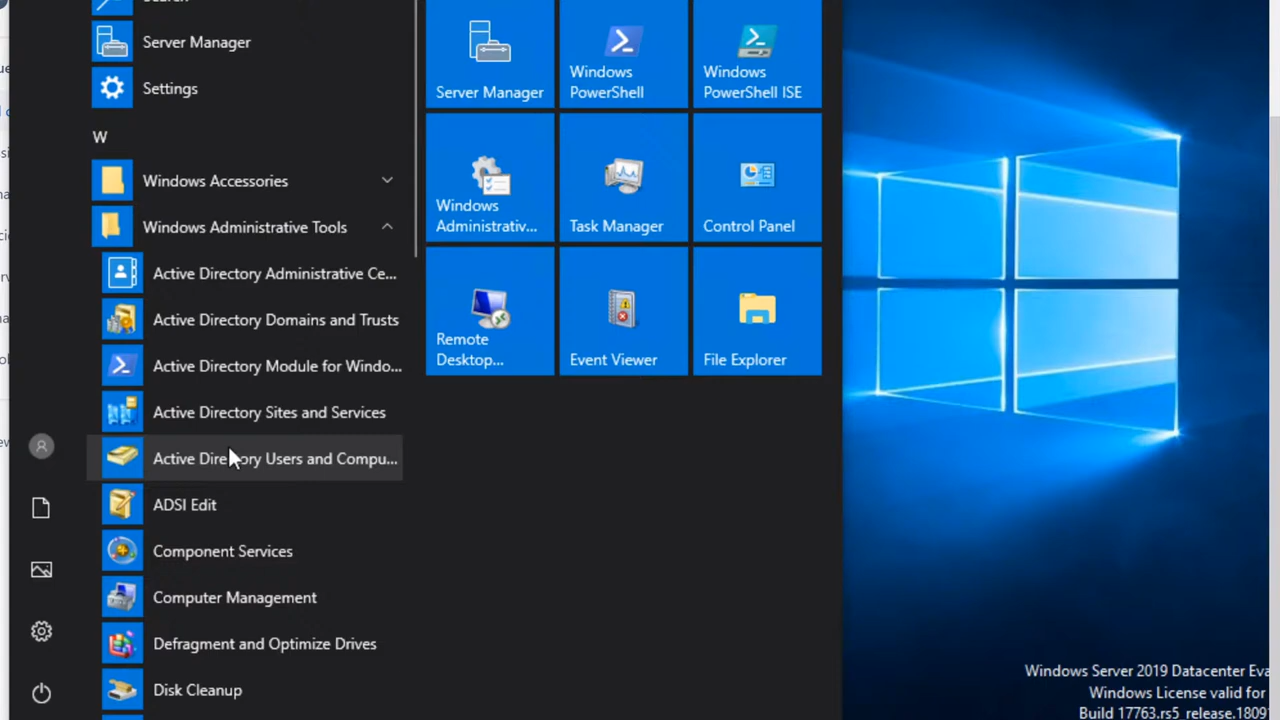 Search
Server Manager
Settings
W
Windows Accessories
Windows Administrative Tools
Active Directory Administrative Ce...
Active Directory Domains and Trusts
Active Directory Module for Windo...
Active Directory Sites and Services
Active Directory Users and Compu...
ADSI Edit
Component Services
Computer Management
Defragment and Optimize Drives
Disk Cleanup
Server Manager
Windows
PowerShell
Windows
PowerShell ISE
Windows
Administrativ...
Task Manager
Control Panel
Remote
Desktop...
Event Viewer
File Explorer
Windows Server 2019 Datacenter Eva
Windows License valid for
Build 17763.rs5_release.1809